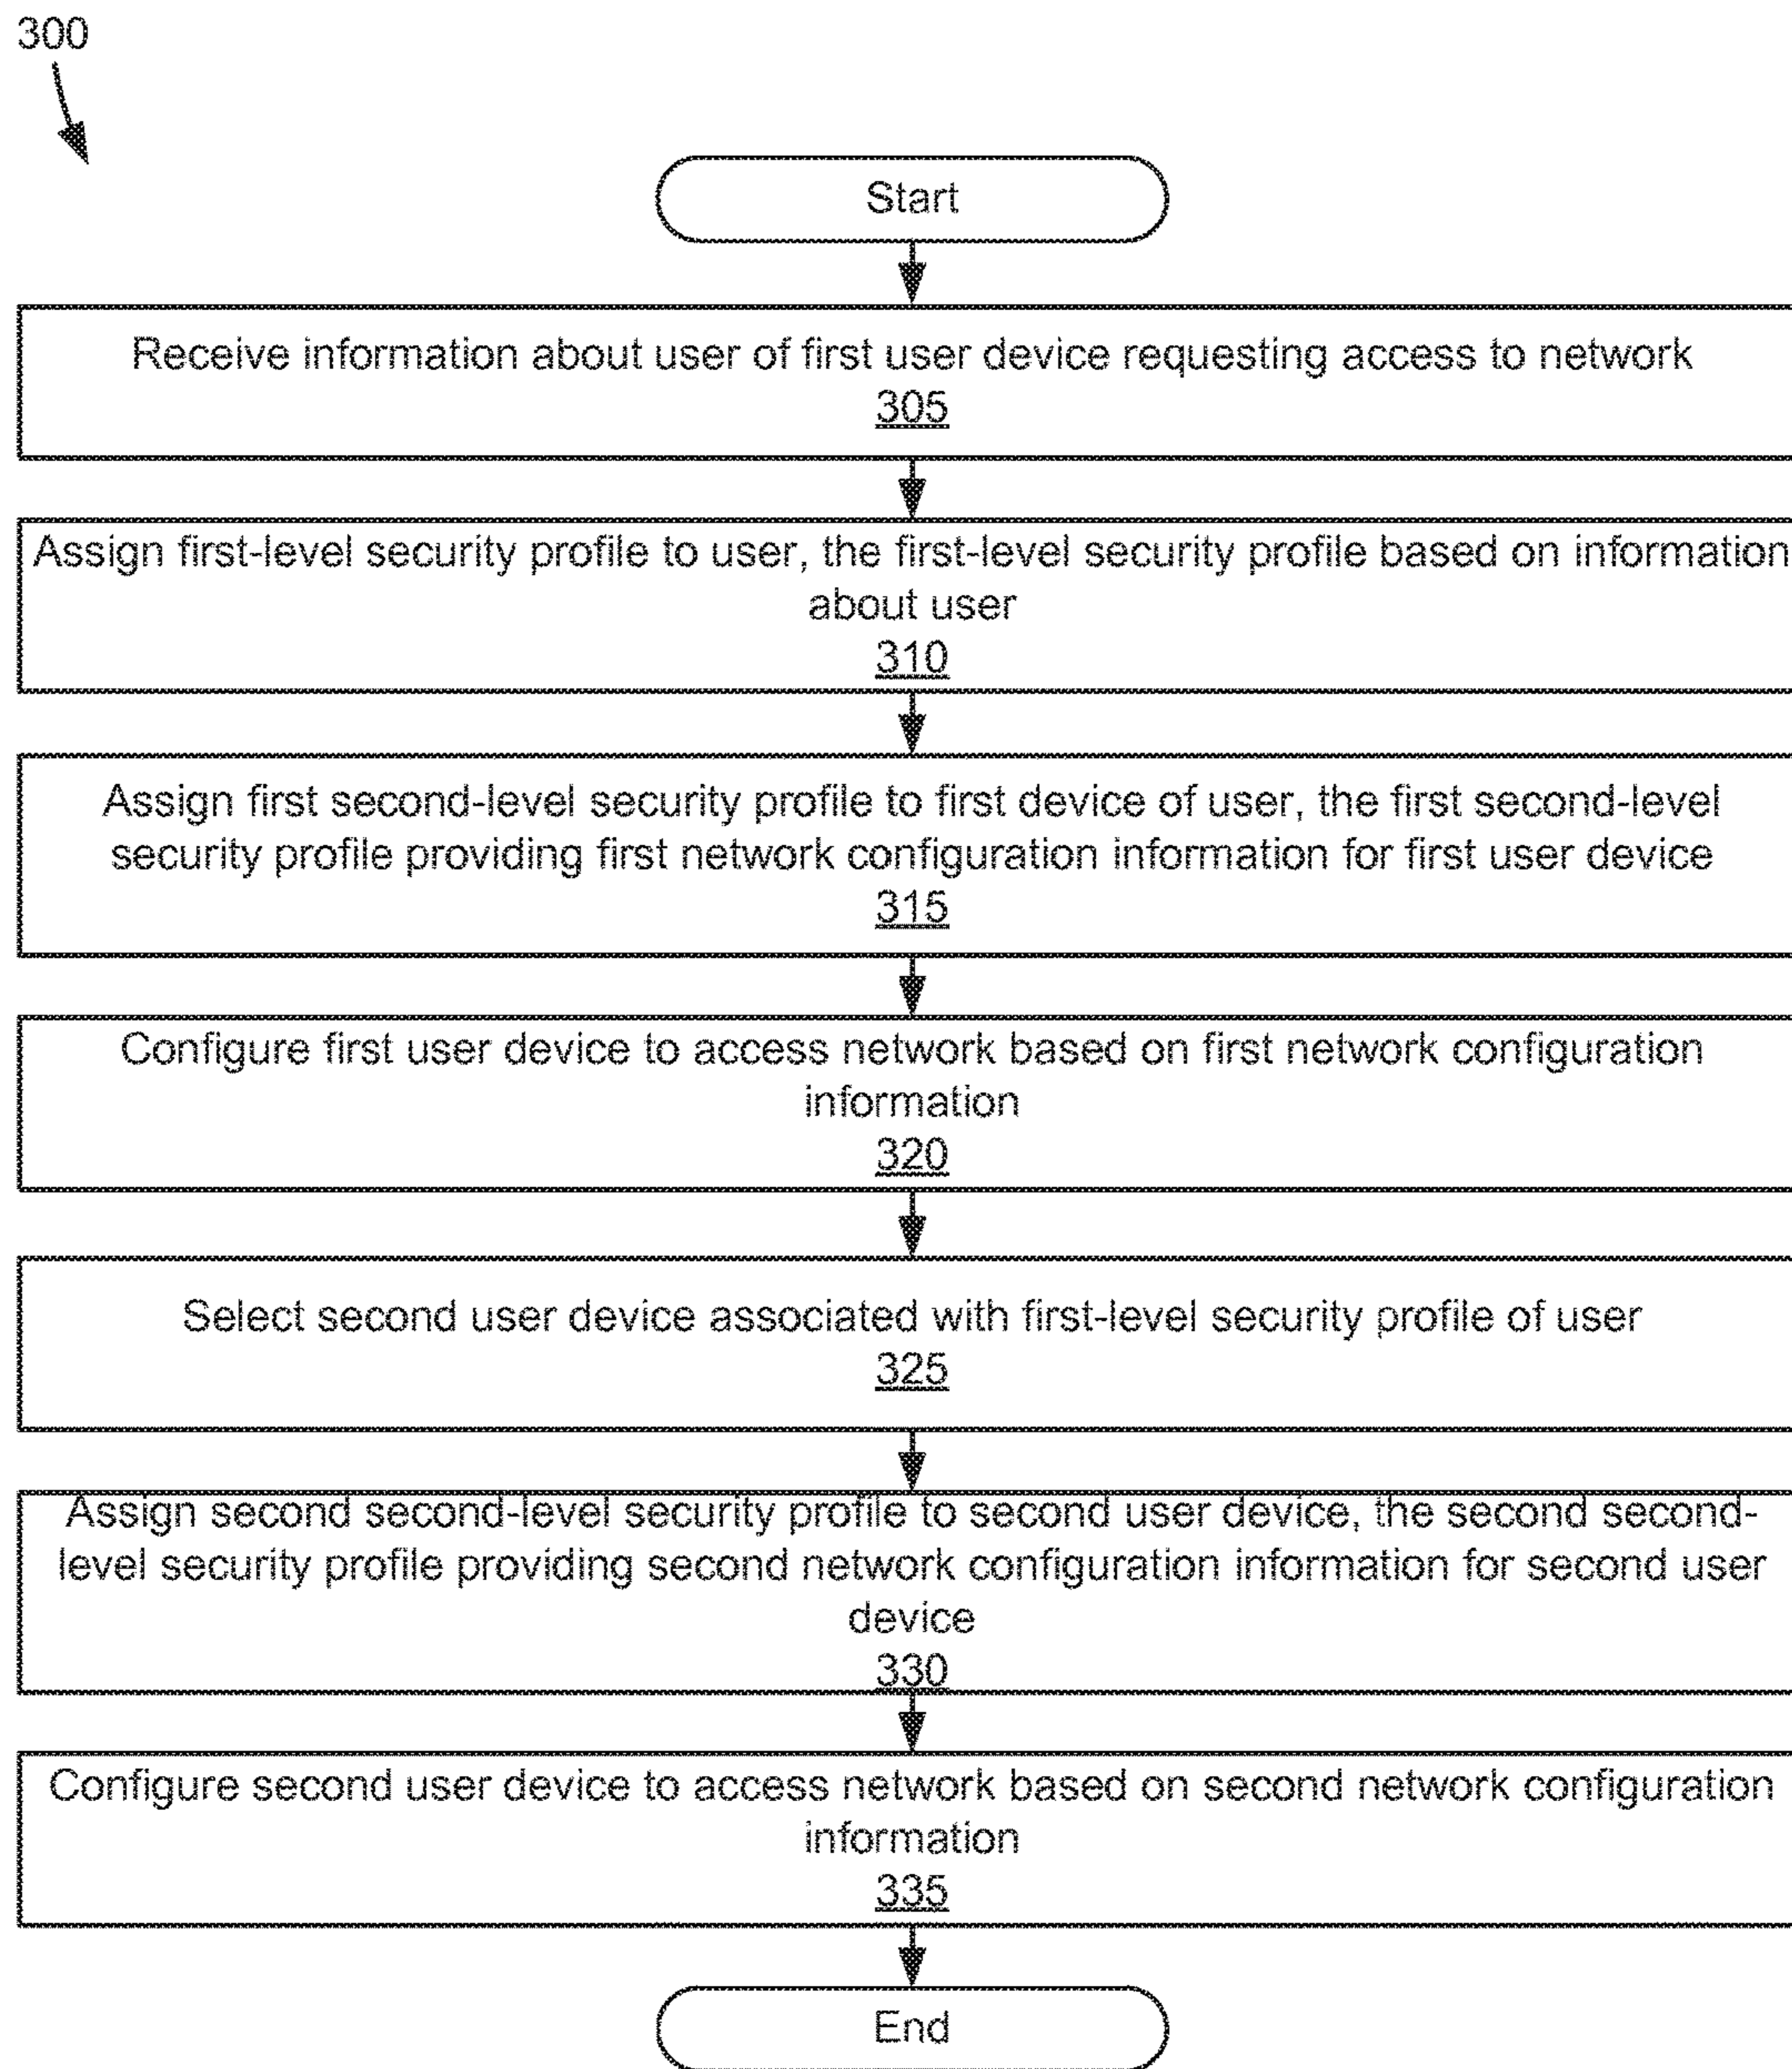 300
Start
Receive information about user of first user device requesting access to network
305
Assign first-level security profile to user, the first-level security profile based on information
about user
310
Assign first second-level security profile to first device of user, the first second-level
security profile providing first network configuration information for first user device
315
Configure first user device to access network based on first network configuration
information
320
Select second user device associated with first-level security profile of user
325
Assign second second-level security profile to second user device, the second second-
level security profile providing second network configuration information for second user
device
330
Configure second user device to access network based on second network configuration
information
335
End